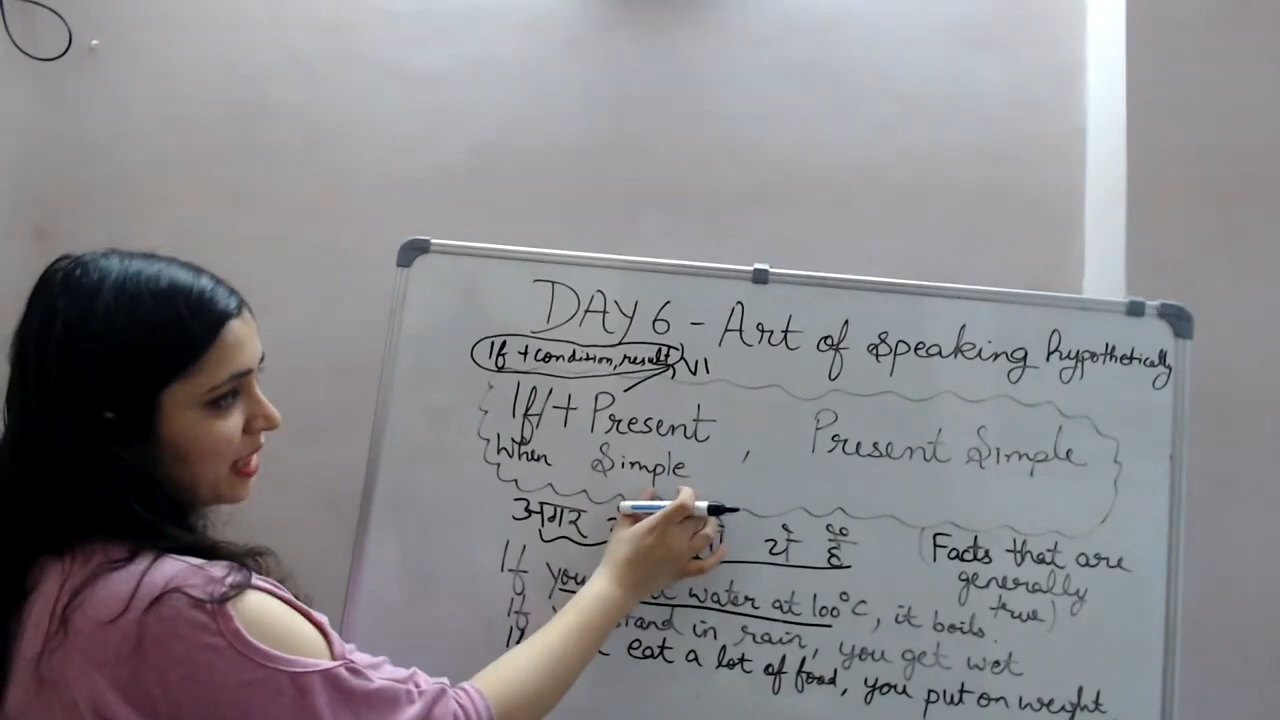 DAY 6 - Art of Speaking hypothetically
If + condition, result V1
If/ + Present , Present Simple
When Simple
अगर ये हैं
(Facts that are generally true)
If you water at 100°C, it boils.
If stand in rain, you get wet
If eat a lot of food, you put on weight